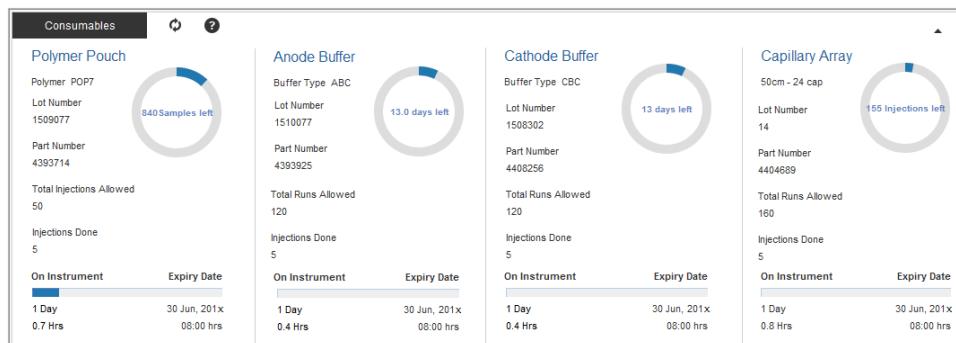 Consumables
Polymer Pouch
Polymer POP7
Lot Number
1509077
840 Samples left
Part Number
4393714
Total Injections Allowed
50
Injections Done
5
On Instrument Expiry Date
1 Day 30 Jun, 201x
0.7 Hrs 08:00 hrs
Anode Buffer
Buffer Type ABC
Lot Number
1510077
13.0 days left
Part Number
4393925
Total Runs Allowed
120
Injections Done
5
On Instrument Expiry Date
1 Day 30 Jun, 201x
0.4 Hrs 08:00 hrs
Cathode Buffer
Buffer Type CBC
Lot Number
1508302
13 days left
Part Number
4408256
Total Runs Allowed
120
Injections Done
5
On Instrument Expiry Date
1 Day 30 Jun, 201x
0.4 Hrs 08:00 hrs
Capillary Array
50cm - 24 cap
Lot Number
14
155 Injections left
Part Number
4404689
Total Runs Allowed
160
Injections Done
5
On Instrument Expiry Date
1 Day 30 Jun, 201x
0.8 Hrs 08:00 hrs